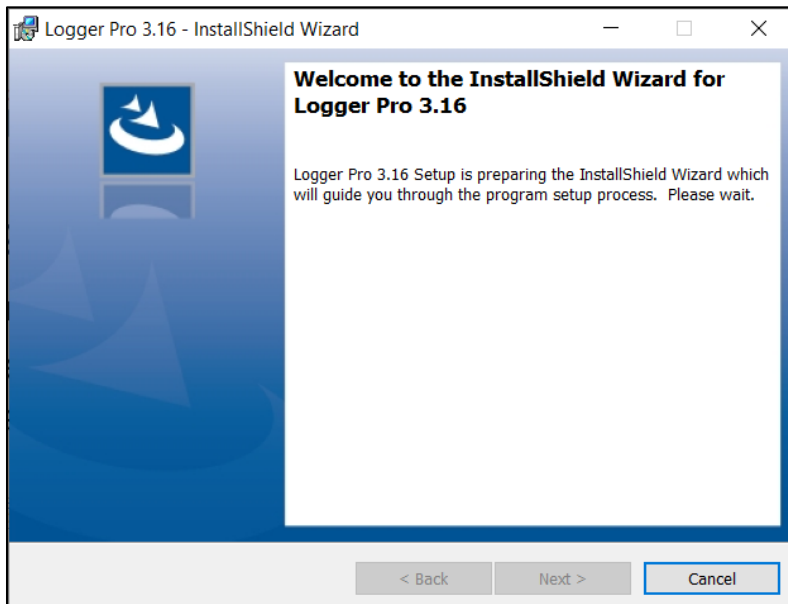 Logger Pro 3.16 - InstallShield Wizard
Welcome to the InstallShield Wizard for
Logger Pro 3.16
Logger Pro 3.16 Setup is preparing the InstallShield Wizard which
will guide you through the program setup process.  Please wait.
< Back
Next >
Cancel